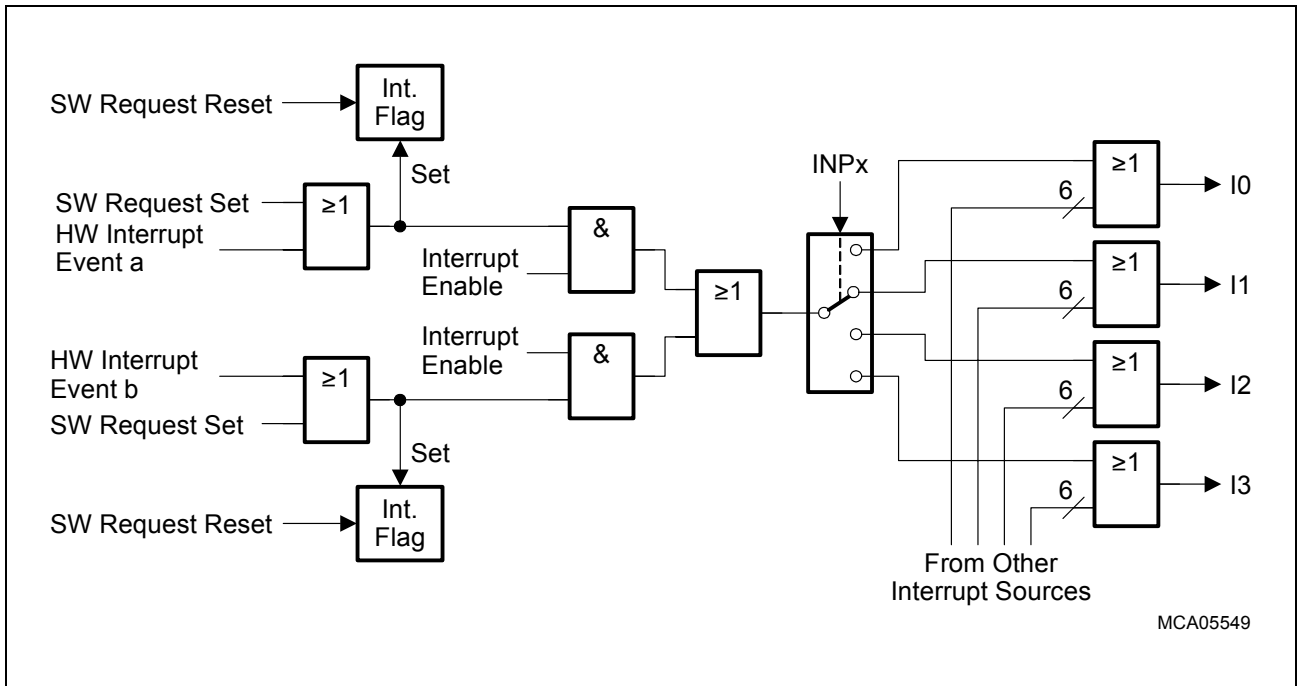 Int.
Flag
SW Request Reset
Set
INPx
SW Request Set
≥1
HW Interrupt
Event a
&
Interrupt
Enable
≥1
≥1
6
I0
≥1
6
I1
Interrupt
Enable
&
HW Interrupt
Event b
≥1
SW Request Set
≥1
6
I2
Set
≥1
6
I3
Int.
Flag
SW Request Reset
From Other
Interrupt Sources
MCA05549